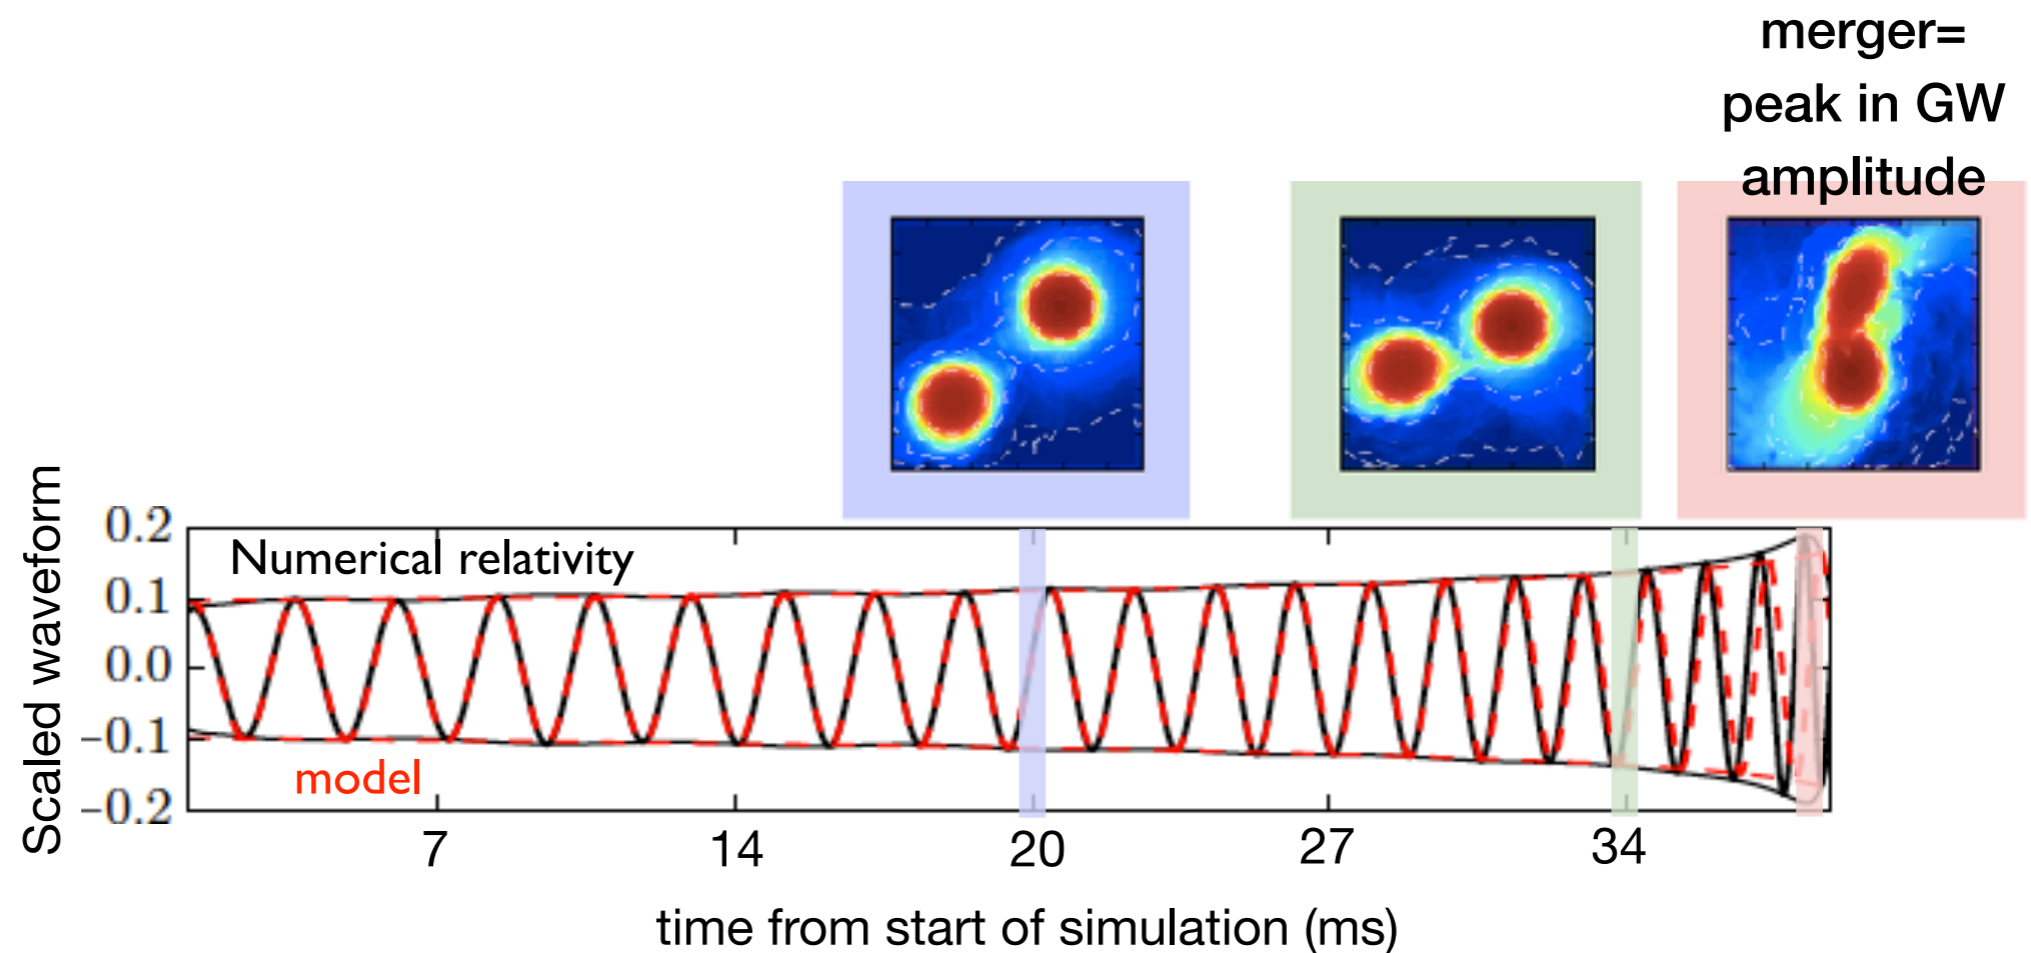 merger=
peak in GW
amplitude
Scaled waveform
0.2
0.1
0.0
−0.1
−0.2
Numerical relativity
model
7 14 20 27 34
time from start of simulation (ms)